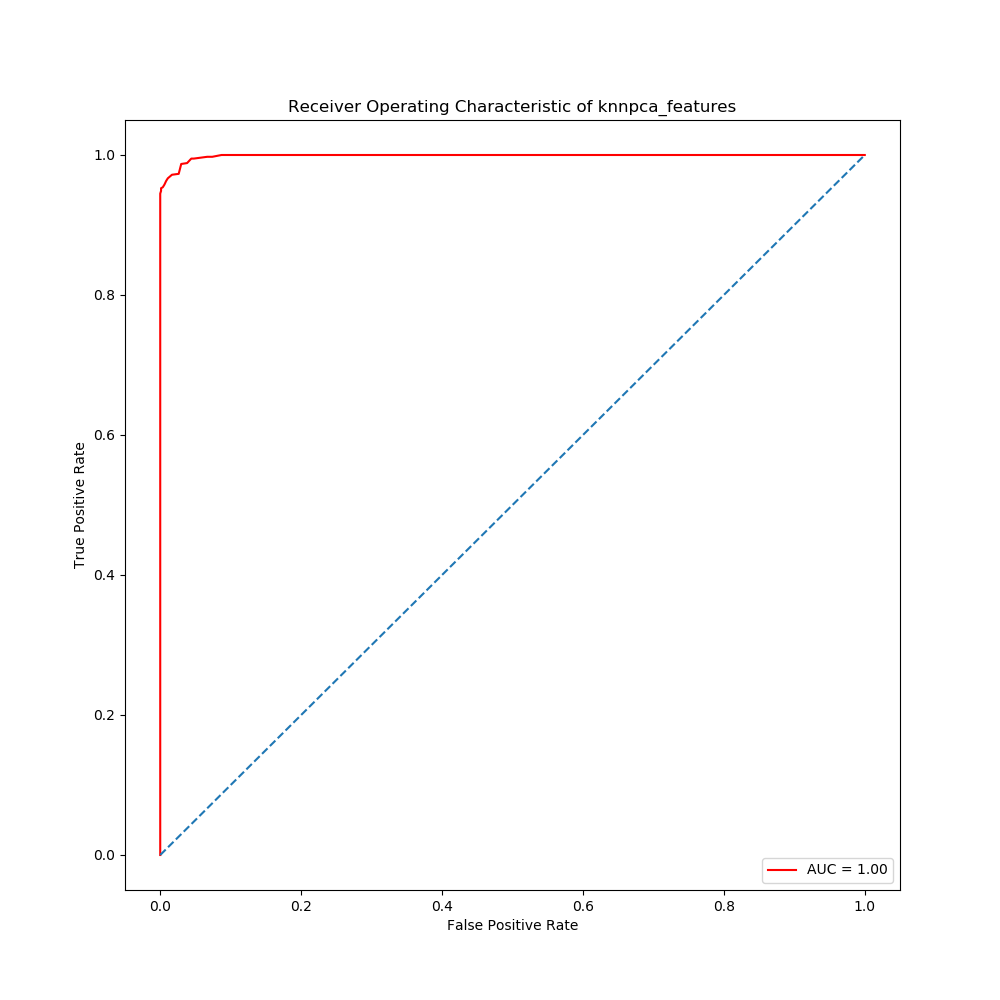 Receiver Operating Characteristic of knnpca_features
1.0
0.8
0.6
0.4
0.2
0.0
True Positive Rate
0.0 0.2 0.4 0.6 0.8 1.0
False Positive Rate
AUC = 1.00